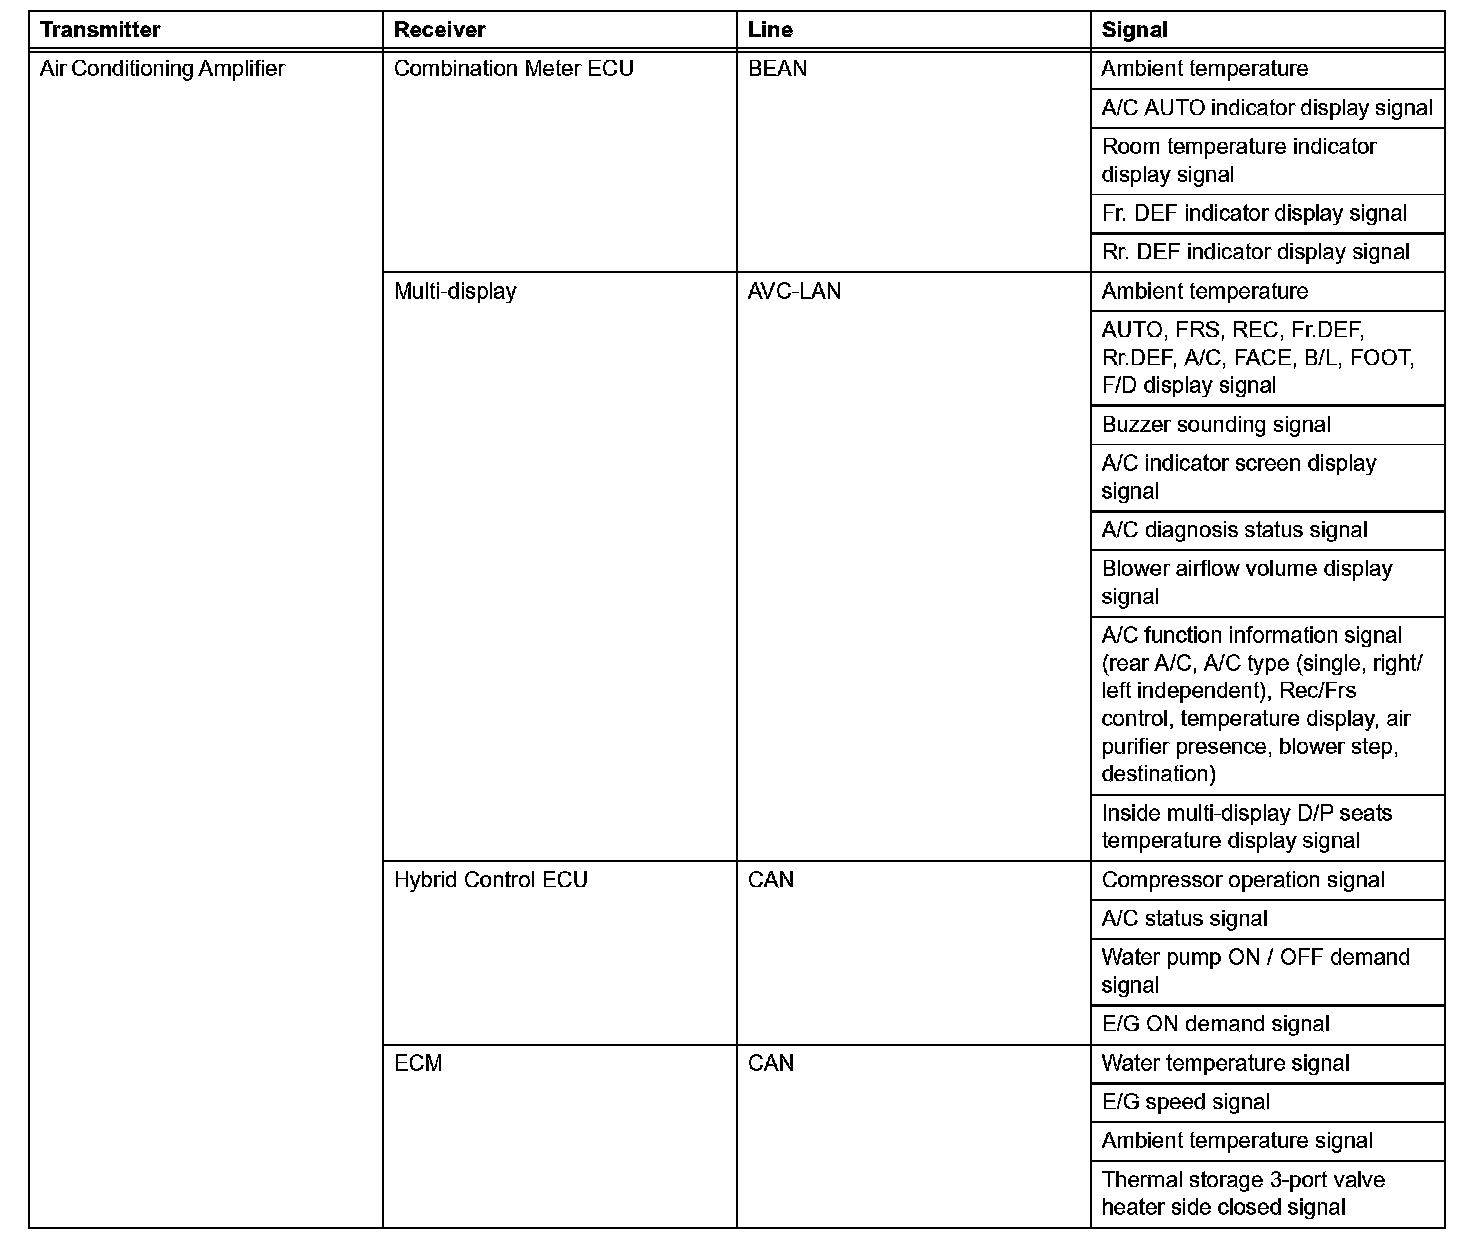 Transmitter Receiver Line Signal
Air Conditioning Amplifier Combination Meter ECU BEAN Ambient temperature
A/C AUTO indicator display signal
Room temperature indicator
display signal
Fr. DEF indicator display signal
Rr. DEF indicator display signal
Multi-display AVC-LAN Ambient temperature
AUTO, FRS, REC, Fr.DEF,
Rr.DEF, A/C, FACE, B/L, FOOT,
F/D display signal
Buzzer sounding signal
A/C indicator screen display
signal
A/C diagnosis status signal
Blower airflow volume display
signal
A/C function information signal
(rear A/C, A/C type (single, right/
left independent), Rec/Frs
control, temperature display, air
purifier presence, blower step,
destination)
Inside multi-display D/P seats
temperature display signal
Hybrid Control ECU CAN Compressor operation signal
A/C status signal
Water pump ON / OFF demand
signal
E/G ON demand signal
ECM CAN Water temperature signal
E/G speed signal
Ambient temperature signal
Thermal storage 3-port valve
heater side closed signal